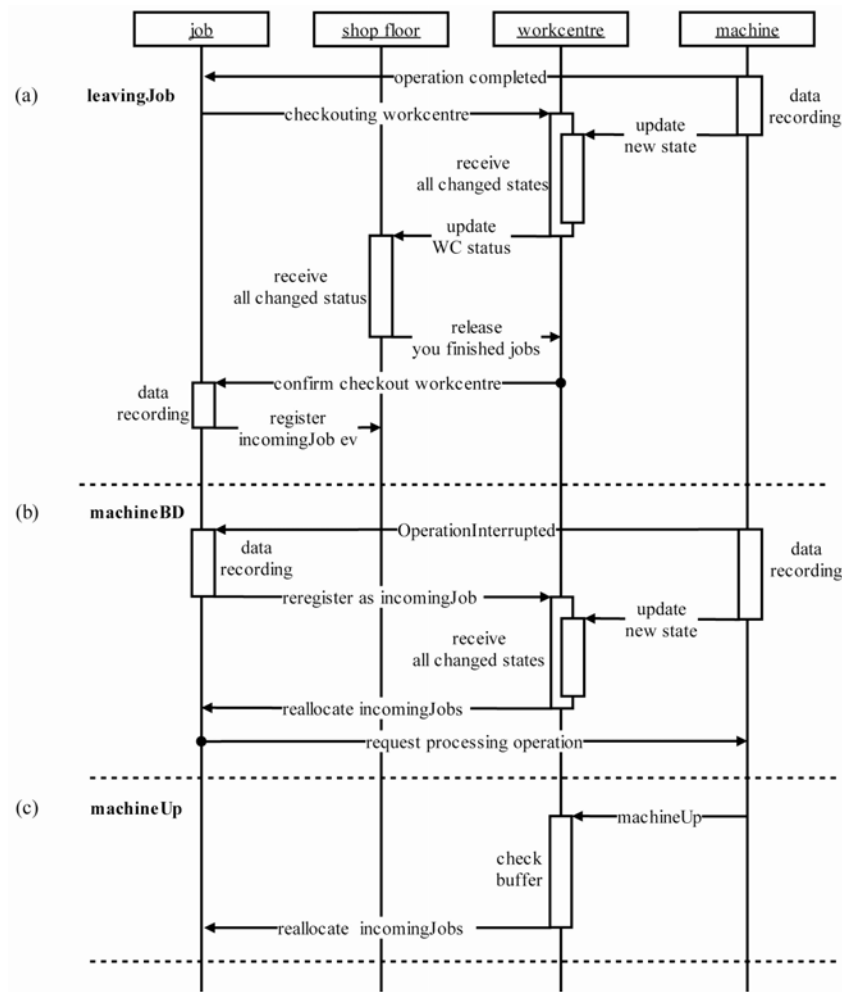 job
shop floor
workcentre
machine
(a)
leavingJob
operation completed
data
recording
checkouting workcentre
update
new state
receive
all changed states
update
WC status
receive
all changed status
release
you finished jobs
confirm checkout workcentre
data
recording
register
incomingJob ev
(b)
machineBD
OperationInterrupted
data
recording
data
recording
reregister as incomingJob
update
new state
receive
all changed states
reallocate incomingJobs
request processing operation
(c)
machineUp
machineUp
check
buffer
reallocate incomingJobs